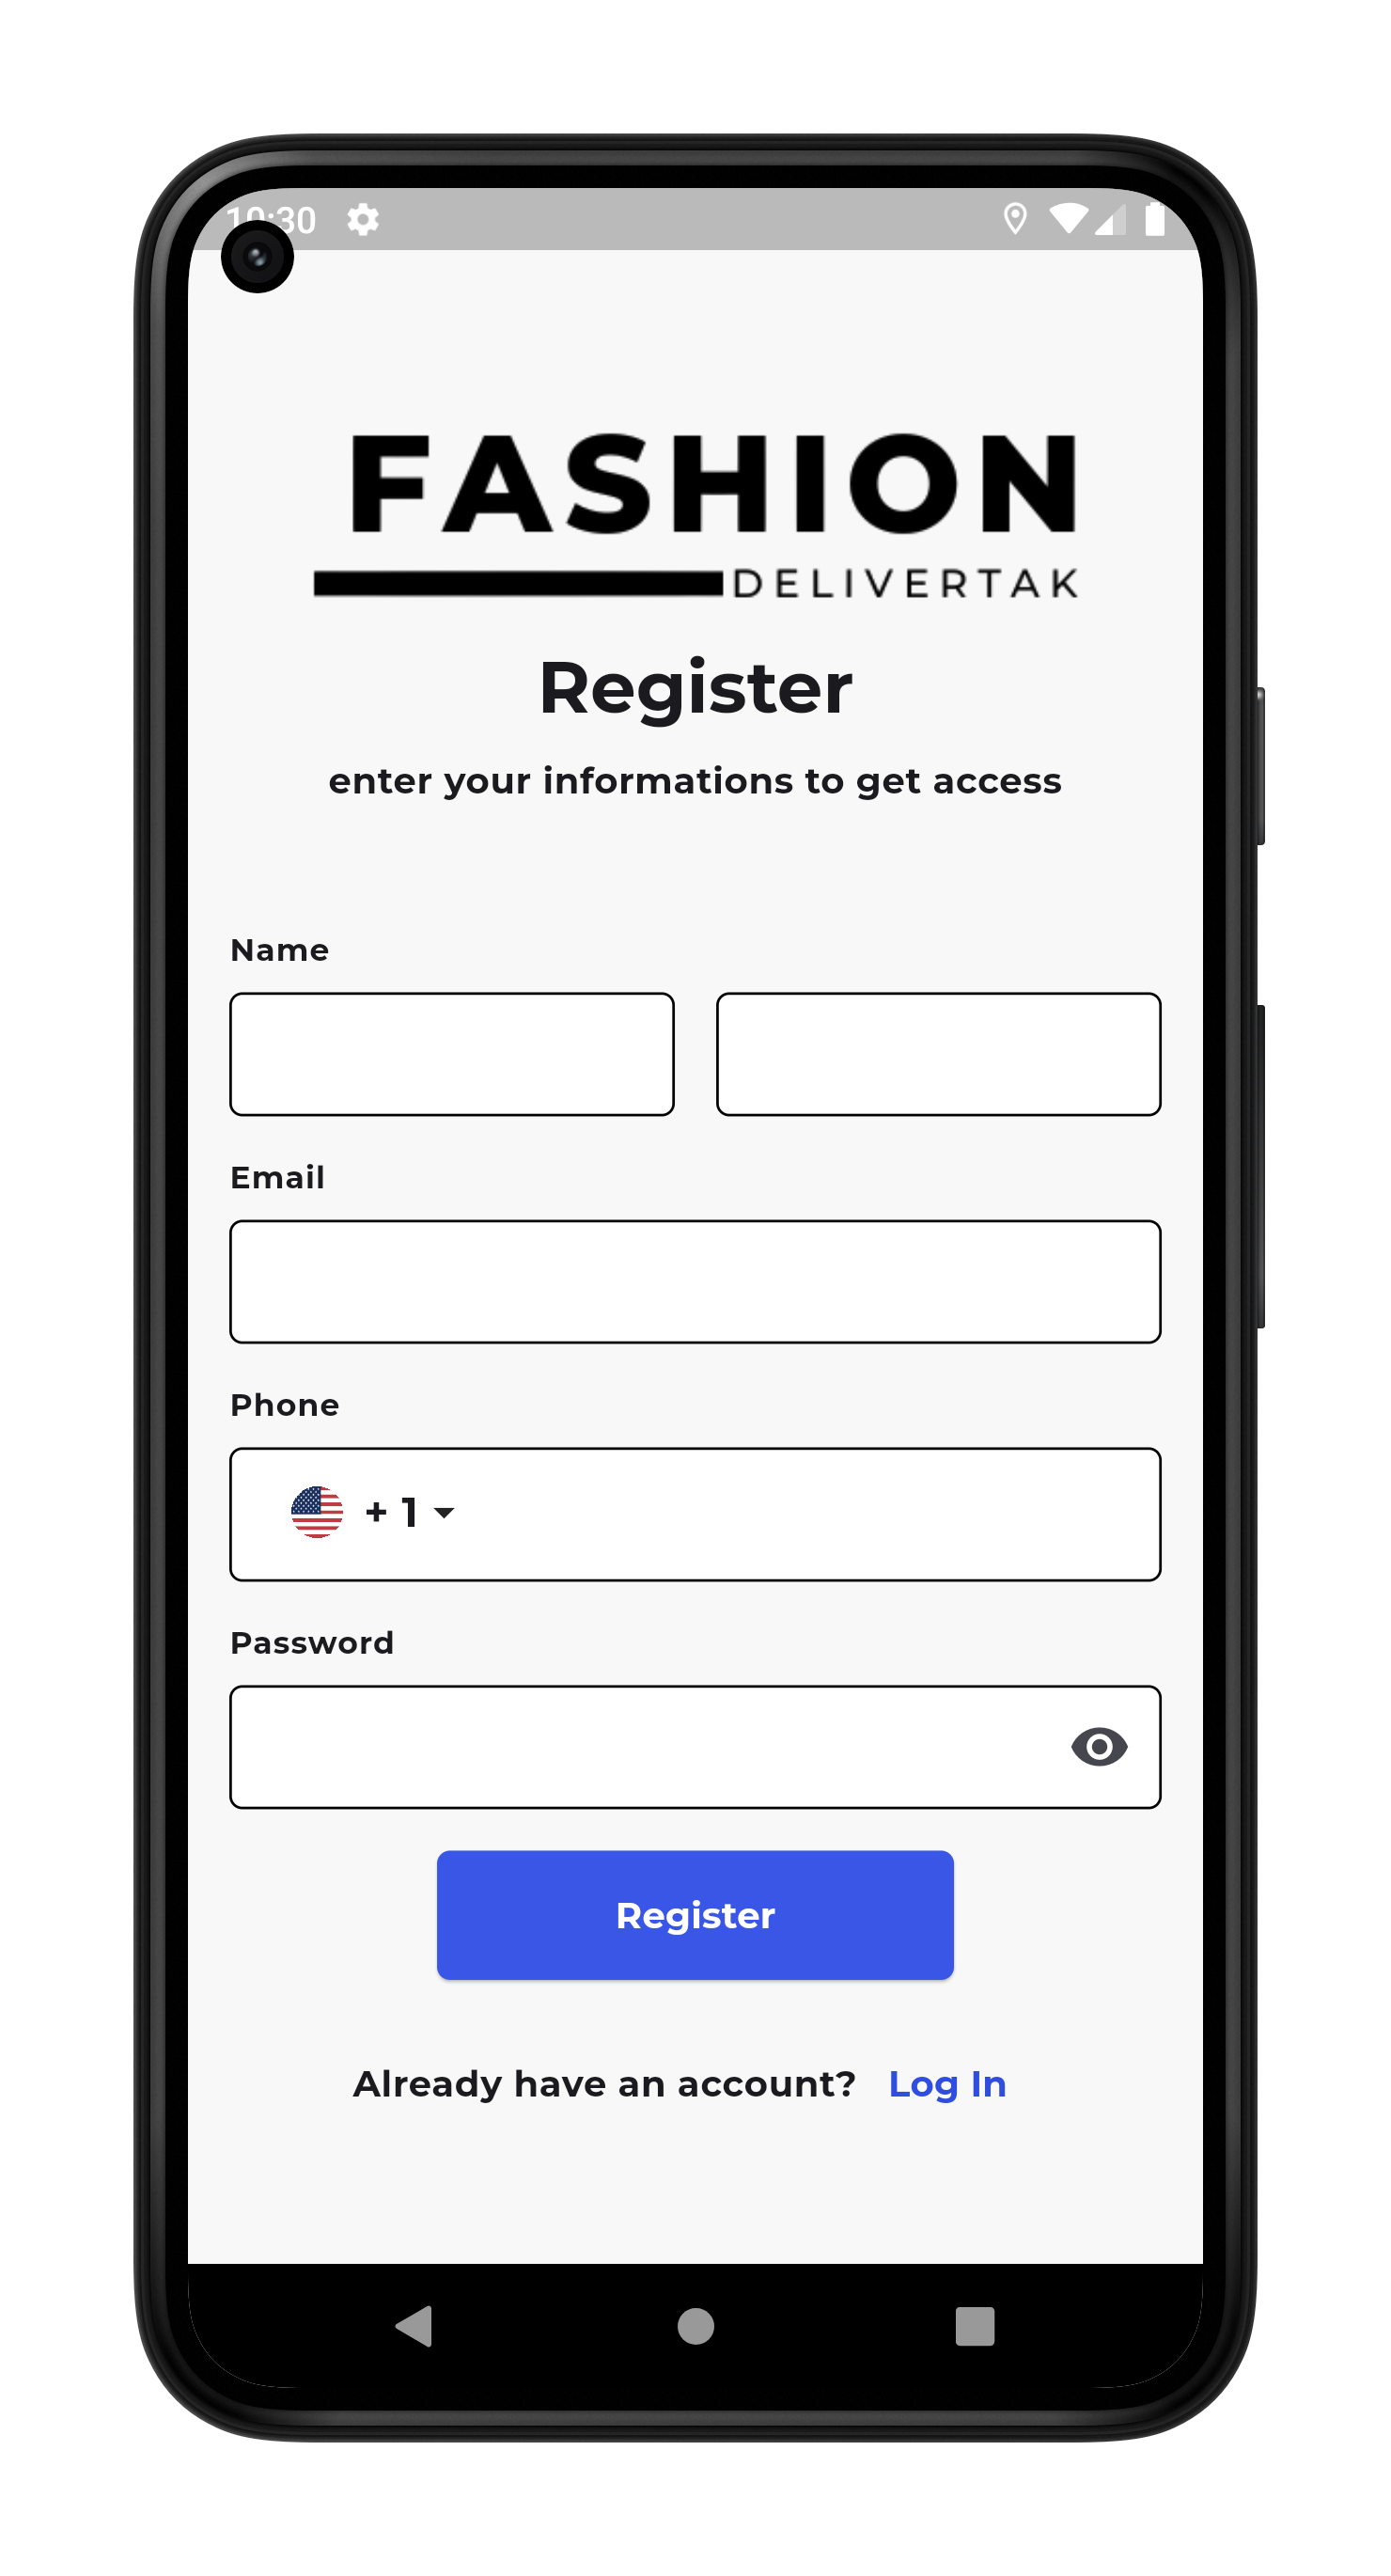 10:30
FASHION
DELIVERTAK
Register
enter your informations to get access
Name
Email
Phone
+ 1
Password
Register
Already have an account? Log In